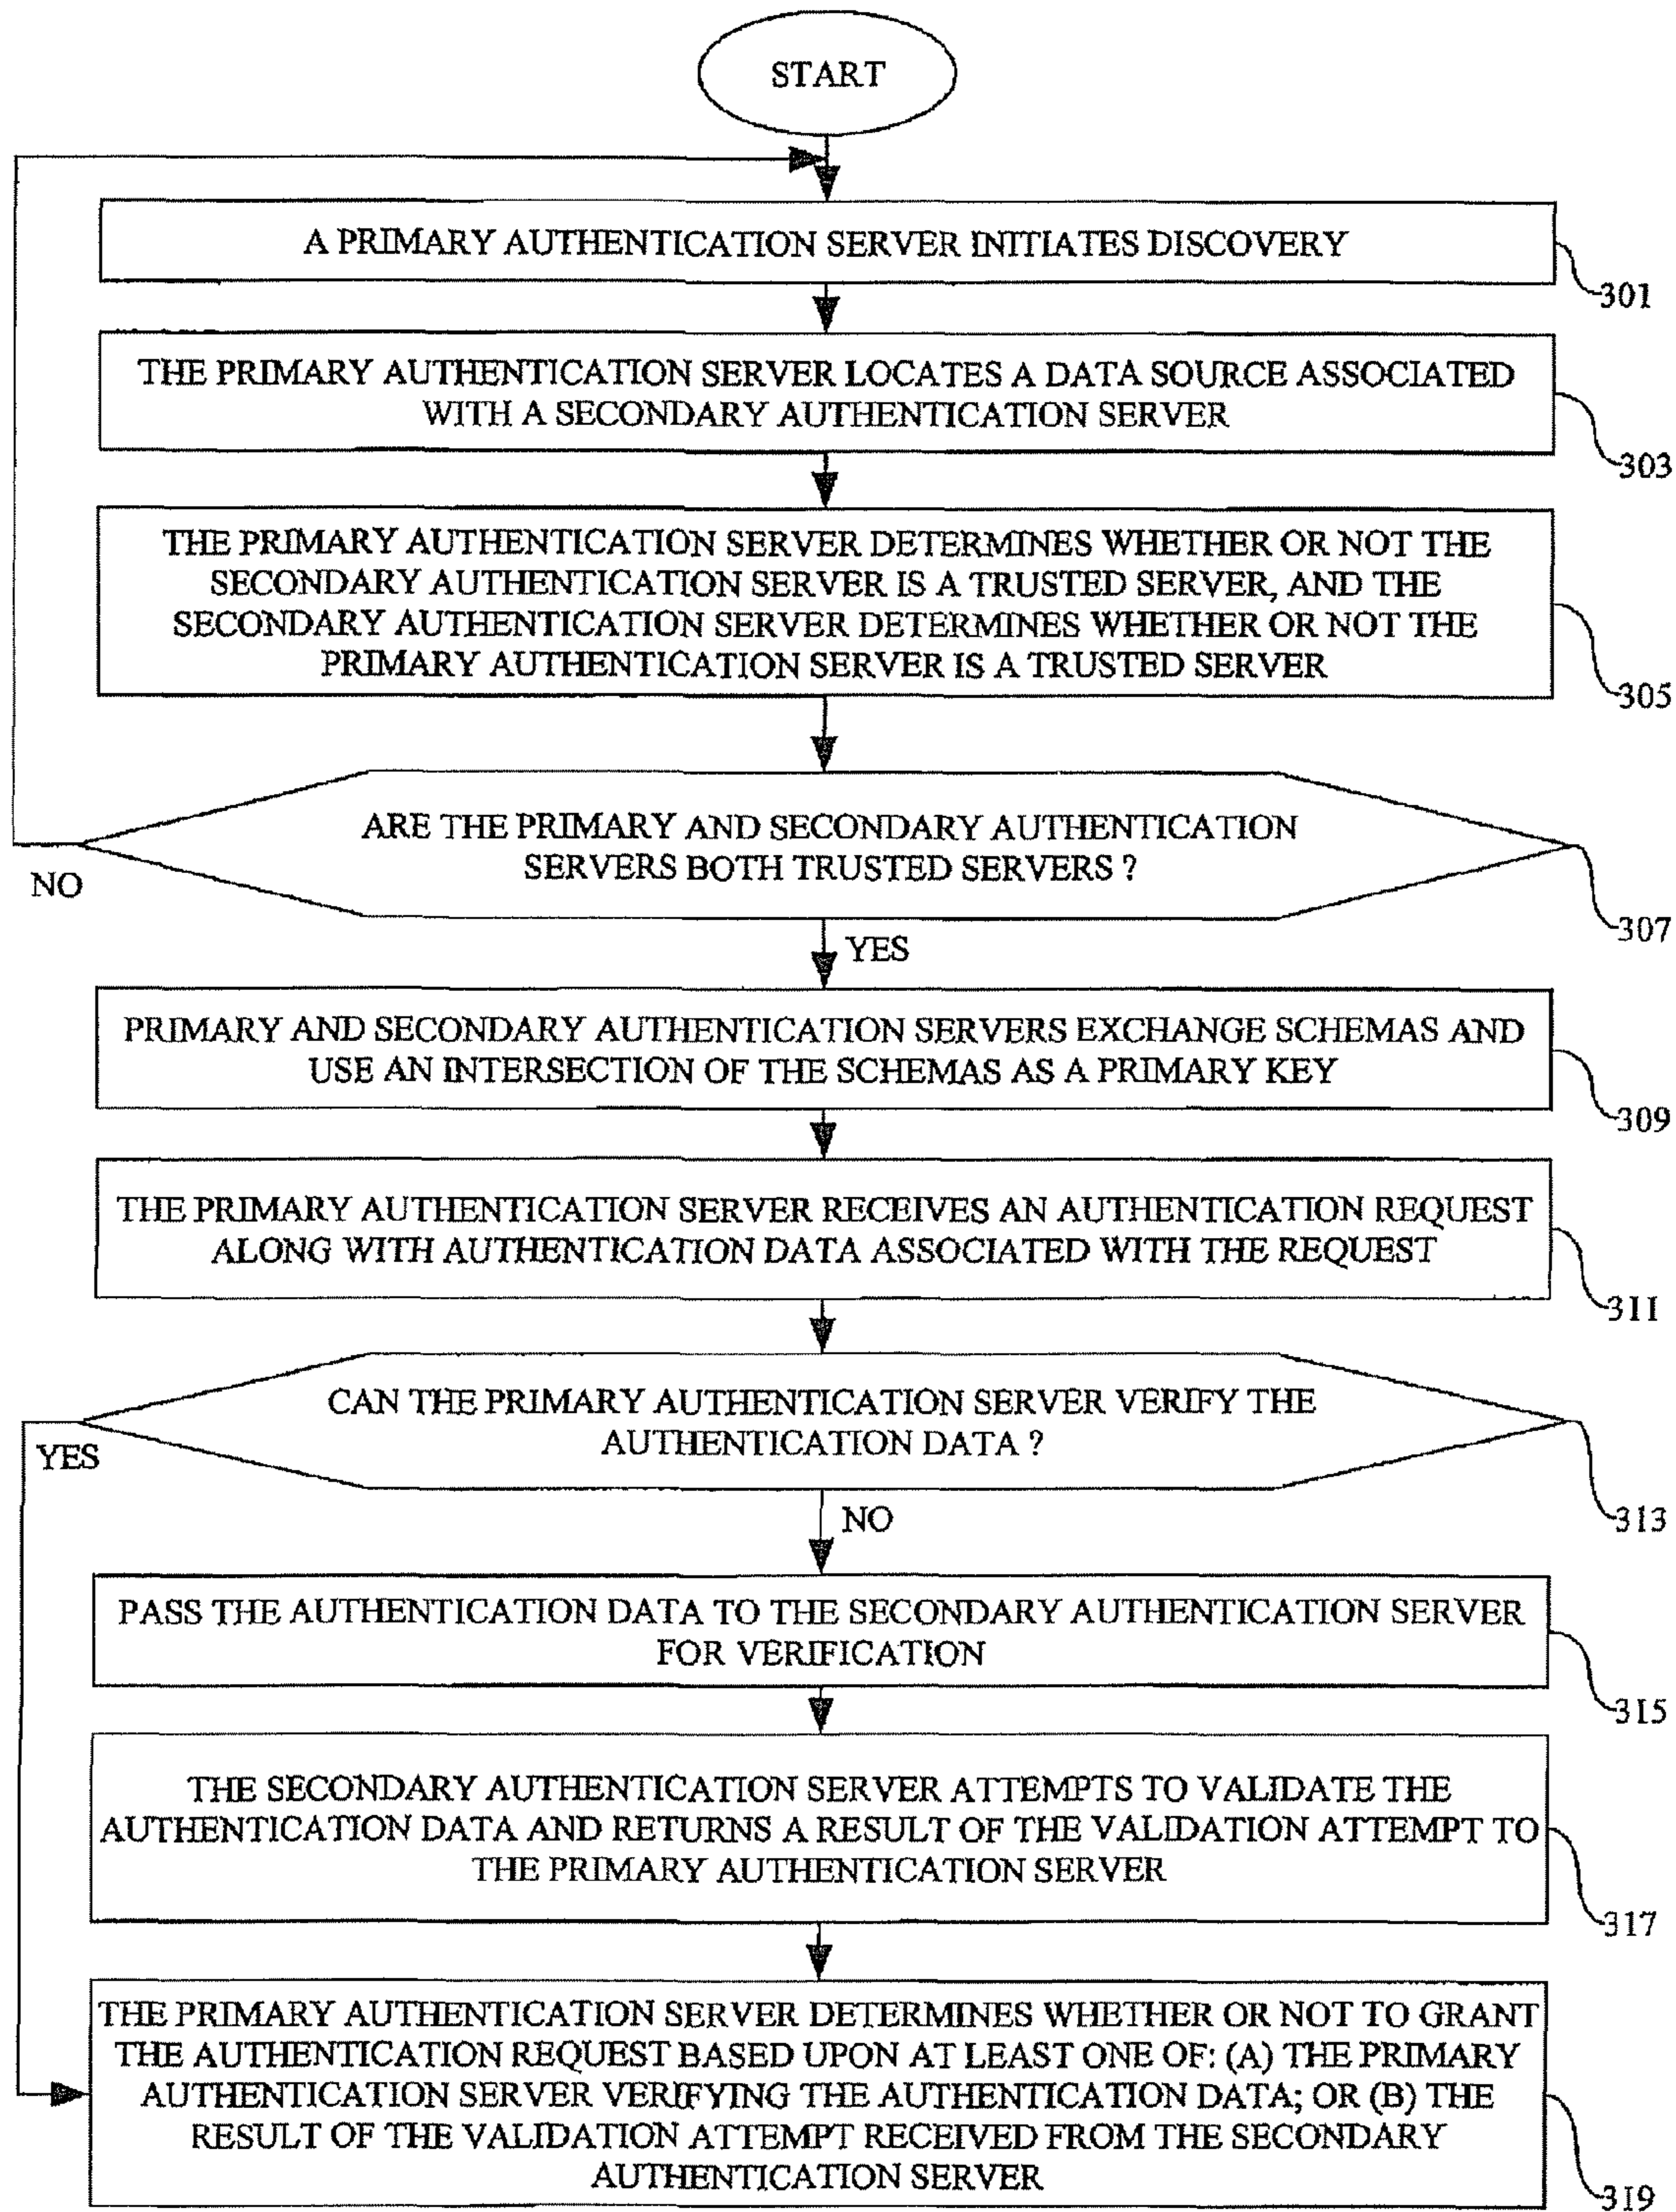 START
A PRIMARY AUTHENTICATION SERVER INITIATES DISCOVERY
301
THE PRIMARY AUTHENTICATION SERVER LOCATES A DATA SOURCE ASSOCIATED
WITH A SECONDARY AUTHENTICATION SERVER
303
THE PRIMARY AUTHENTICATION SERVER DETERMINES WHETHER OR NOT THE
SECONDARY AUTHENTICATION SERVER IS A TRUSTED SERVER, AND THE
SECONDARY AUTHENTICATION SERVER DETERMINES WHETHER OR NOT THE
PRIMARY AUTHENTICATION SERVER IS A TRUSTED SERVER
305
ARE THE PRIMARY AND SECONDARY AUTHENTICATION
SERVERS BOTH TRUSTED SERVERS ?
NO
307
YES
PRIMARY AND SECONDARY AUTHENTICATION SERVERS EXCHANGE SCHEMAS AND
USE AN INTERSECTION OF THE SCHEMAS AS A PRIMARY KEY
309
THE PRIMARY AUTHENTICATION SERVER RECEIVES AN AUTHENTICATION REQUEST
ALONG WITH AUTHENTICATION DATA ASSOCIATED WITH THE REQUEST
311
CAN THE PRIMARY AUTHENTICATION SERVER VERIFY THE
AUTHENTICATION DATA ?
YES
313
NO
PASS THE AUTHENTICATION DATA TO THE SECONDARY AUTHENTICATION SERVER
FOR VERIFICATION
315
THE SECONDARY AUTHENTICATION SERVER ATTEMPTS TO VALIDATE THE
AUTHENTICATION DATA AND RETURNS A RESULT OF THE VALIDATION ATTEMPT TO
THE PRIMARY AUTHENTICATION SERVER
317
THE PRIMARY AUTHENTICATION SERVER DETERMINES WHETHER OR NOT TO GRANT
THE AUTHENTICATION REQUEST BASED UPON AT LEAST ONE OF: (A) THE PRIMARY
AUTHENTICATION SERVER VERIFYING THE AUTHENTICATION DATA; OR (B) THE
RESULT OF THE VALIDATION ATTEMPT RECEIVED FROM THE SECONDARY
AUTHENTICATION SERVER
319